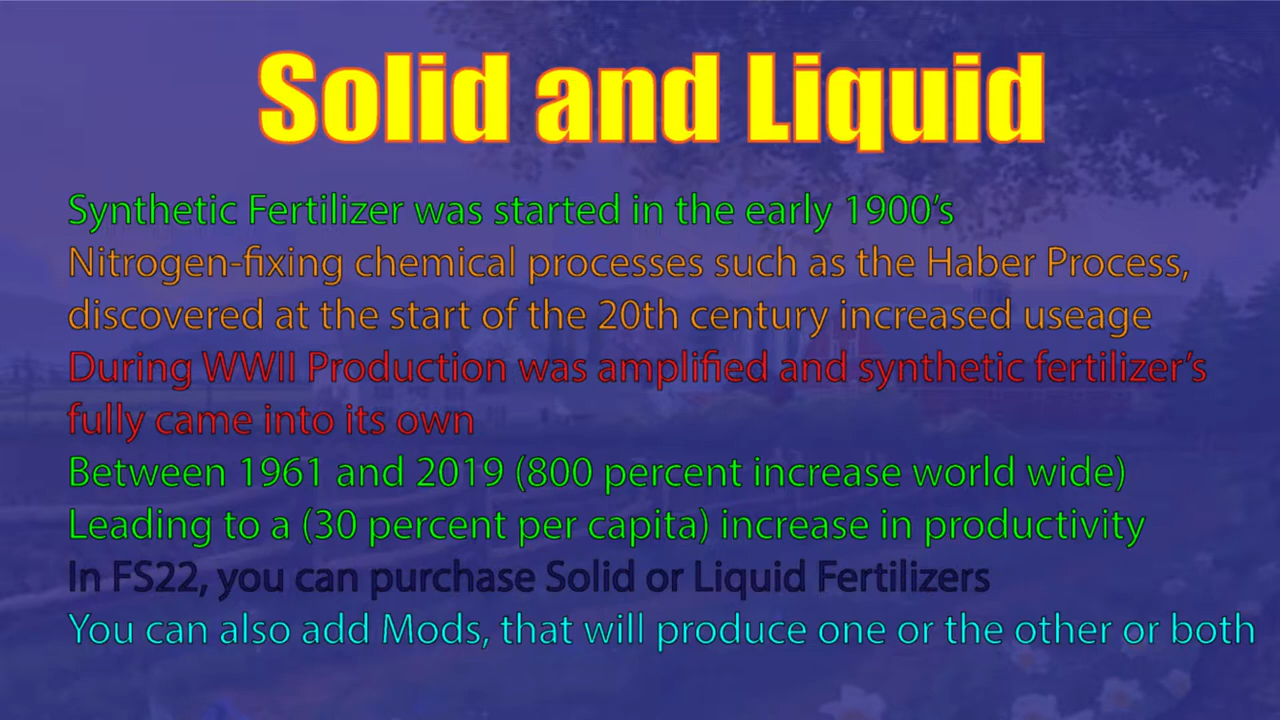 Solid and Liquid
Synthetic Fertilizer was started in the early 1900's
Nitrogen-fixing chemical processes such as the Haber Process,
discovered at the start of the 20th century increased useage
During WWII Production was amplified and synthetic fertilizer's
fully came into its own
Between 1961 and 2019 (800 percent increase world wide)
Leading to a (30 percent per capita) increase in productivity
In FS22, you can purchase Solid or Liquid Fertilizers
You can also add Mods, that will produce one or the other or both